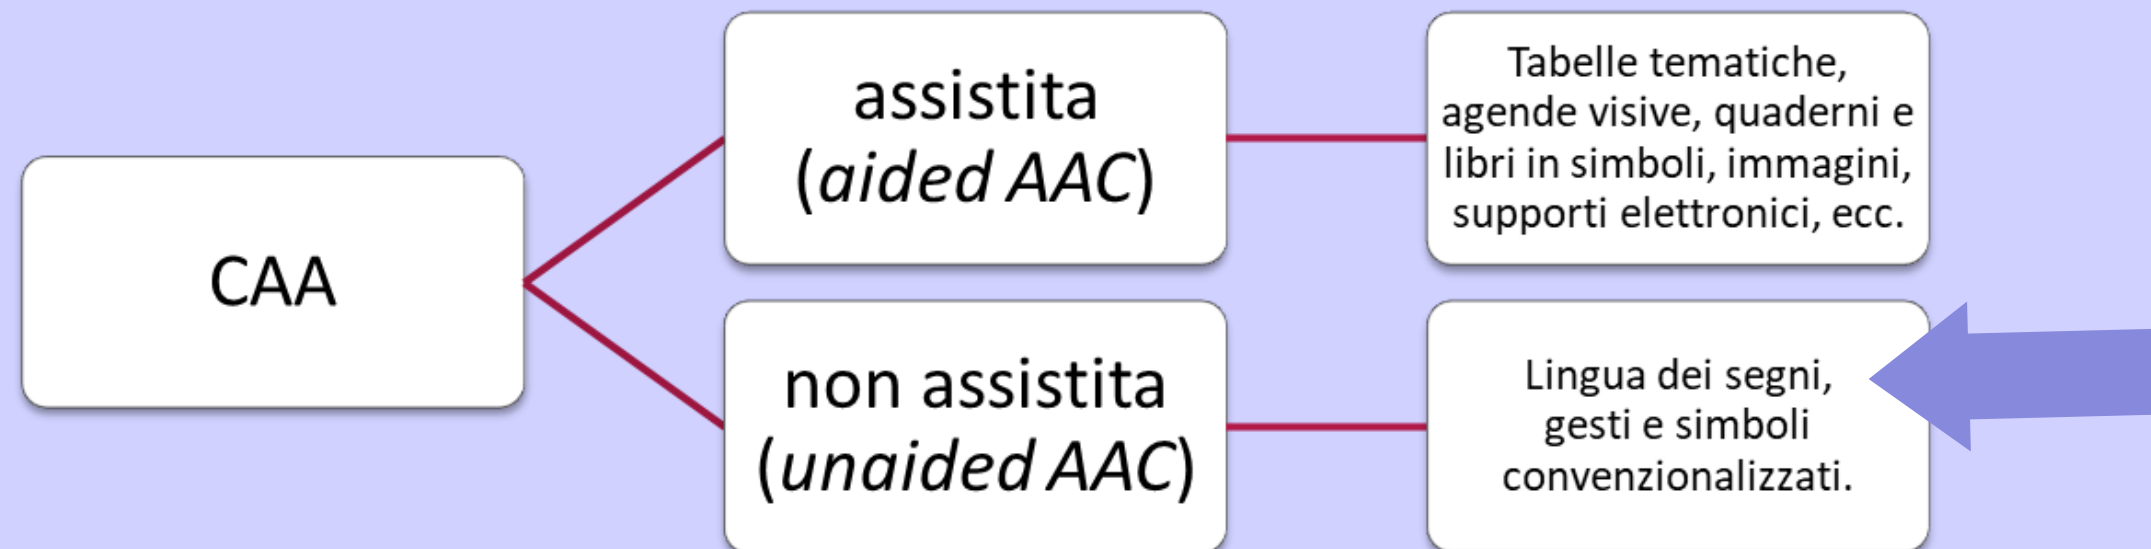 CAA
assistita
(aided AAC)
Tabelle tematiche,
agende visive, quaderni e
libri in simboli, immagini,
supporti elettronici, ecc.
non assistita
(unaided AAC)
Lingua dei segni,
gesti e simboli
convenzionalizzati.